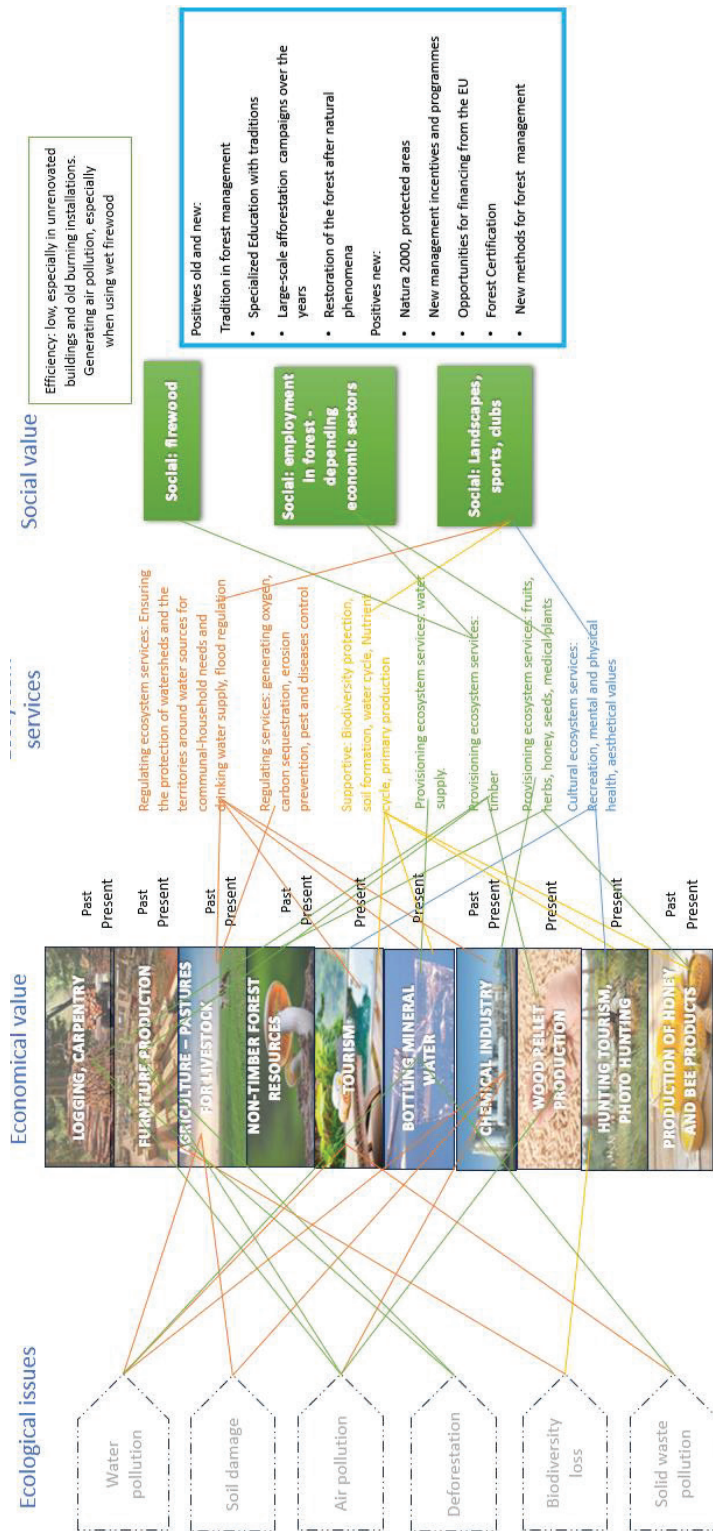 Ecological issues
Water
pollution
Soil damage
Air pollution
Deforestation
Biodiversity
loss
Solid waste
pollution
Economical value
LOGGING, CARPENTRY
FURNITURE PRODUCTON
AGRICULTURE – PASTURES
FOR LIVESTOCK
NON-TIMBER FOREST
RESOURCES
TOURISM
BOTTLING MINERAL
WATER
CHEMICAL INDUSTRY
WOOD PELLET
PRODUCTION
HUNTING TOURISM,
PHOTO HUNTING
PRODUCTION OF HONEY
AND BEE PRODUCTS
Past
Present
Past
Present
Past
Present
Past
Present
Present
Present
Past
Present
Present
Present
Past
Present
services
Regulating ecosystem services: Ensuring
the protection of watersheds and the
territories around water sources for
communal-household needs and
drinking water supply, flood regulation
Regulating services: generating oxygen,
carbon sequestration, erosion
prevention, pest and diseases control
Supportive: Biodiversity protection,
soil formation, water cycle, Nutrient
cycle, primary production
Provisioning ecosystem services: water
supply.
Provisioning ecosystem services:
timber
Provisioning ecosystem services: fruits,
herbs, honey, seeds, medical plants
Cultural ecosystem services:
Recreation, mental and physical
health, aesthetical values
Social value
Social: firewood
Social: employment
in forest -
depending
economic sectors
Social: Landscapes,
sports, clubs
Efficiency: low, especially in unrenovated
buildings and old burning installations.
Generating air pollution, especially
when using wet firewood
Positives old and new:
Tradition in forest management
• Specialized Education with traditions
• Large-scale afforestation campaigns over the
years
• Restoration of the forest after natural
phenomena
Positives new:
• Natura 2000, protected areas
• New management incentives and programmes
• Opportunities for financing from the EU
• Forest Certification
• New methods for forest management